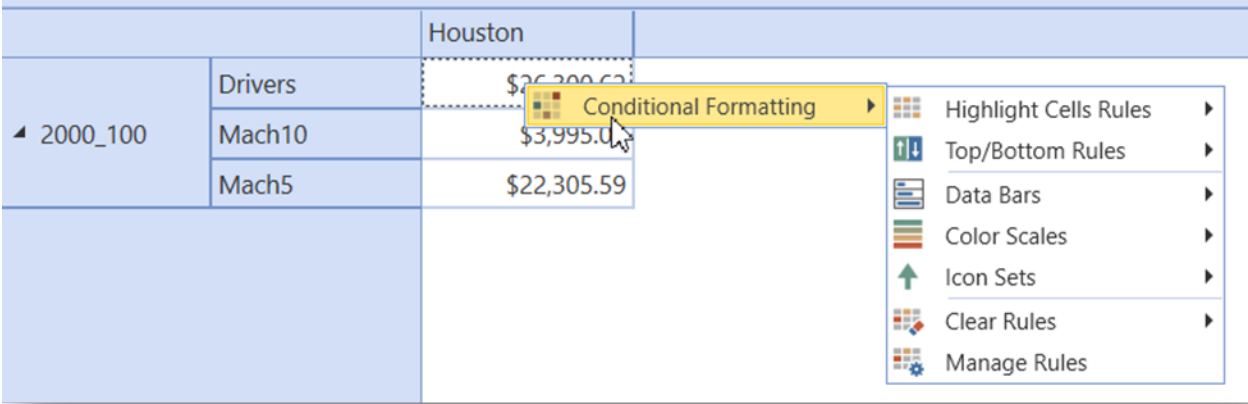 Houston
Drivers
Conditional Formatting
Highlight Cells Rules
2000_100
Mach10
Top/Bottom Rules
Mach5
$22,305.59
Data Bars
Color Scales
Icon Sets
Clear Rules
Manage Rules